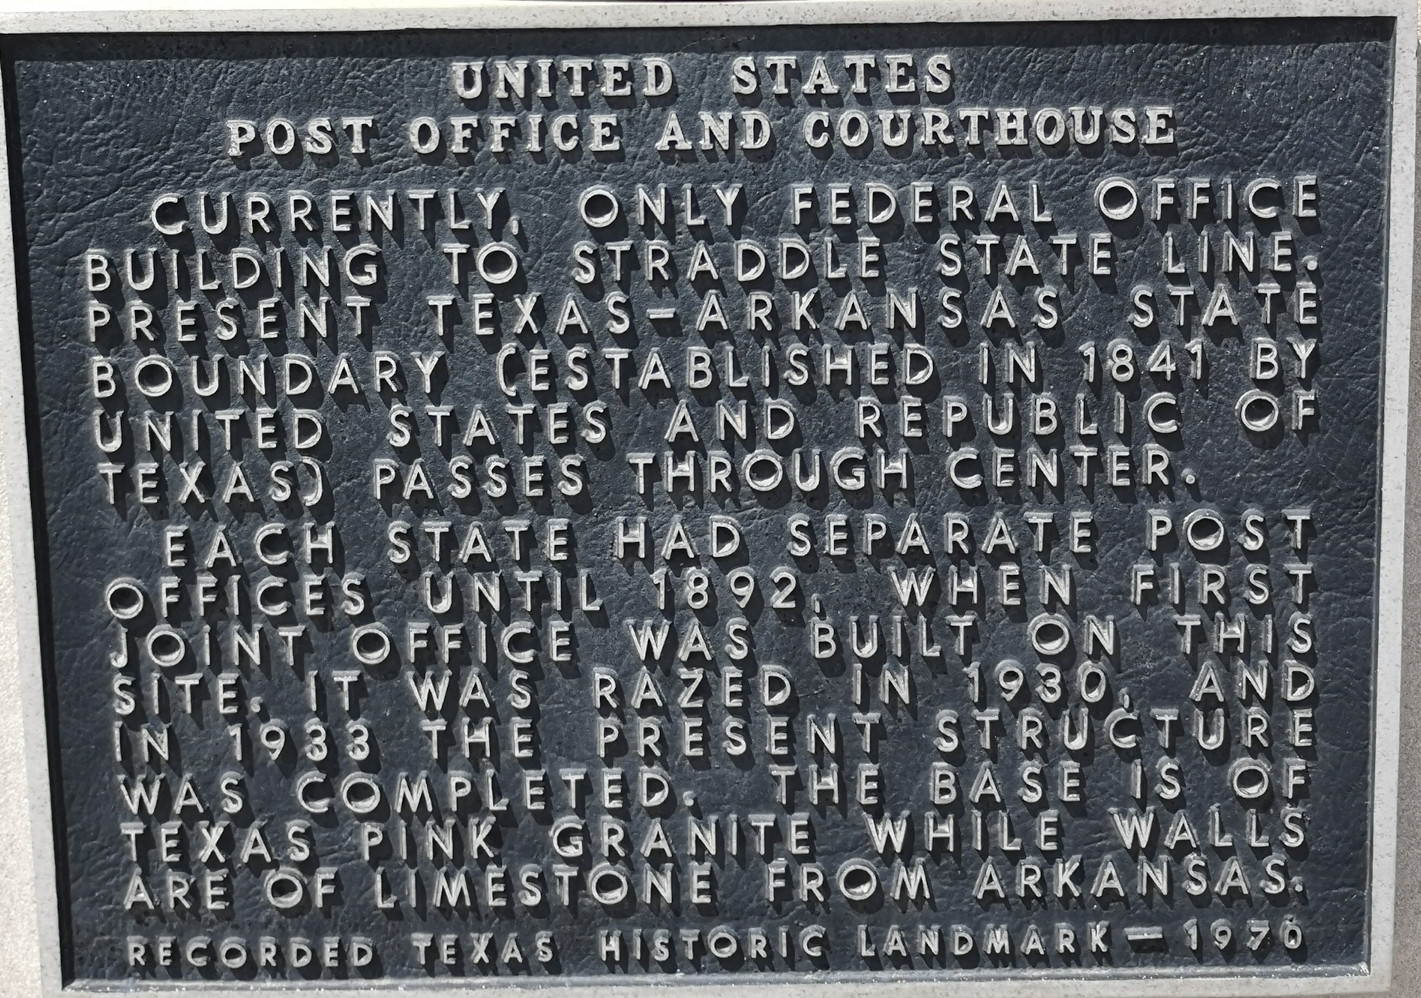 UNITED STATES
POST OFFICE AND COURTHOUSE
CURRENTLY, ONLY FEDERAL OFFICE
BUILDING TO STRADDLE STATE LINE.
PRESENT TEXAS-ARKANSAS STATE
BOUNDARY (ESTABLISHED IN 1841 BY
UNITED STATES AND REPUBLIC OF
TEXAS) PASSES THROUGH CENTER.
EACH STATE HAD SEPARATE POST
OFFICES UNTIL 1892, WHEN FIRST
JOINT OFFICE WAS BUILT ON THIS
SITE. IT WAS RAZED IN 1930, AND
IN 1933 THE PRESENT STRUCTURE
WAS COMPLETED. THE BASE IS OF
TEXAS PINK GRANITE WHILE WALLS
ARE OF LIMESTONE FROM ARKANSAS.
RECORDED TEXAS HISTORIC LANDMARK — 1970